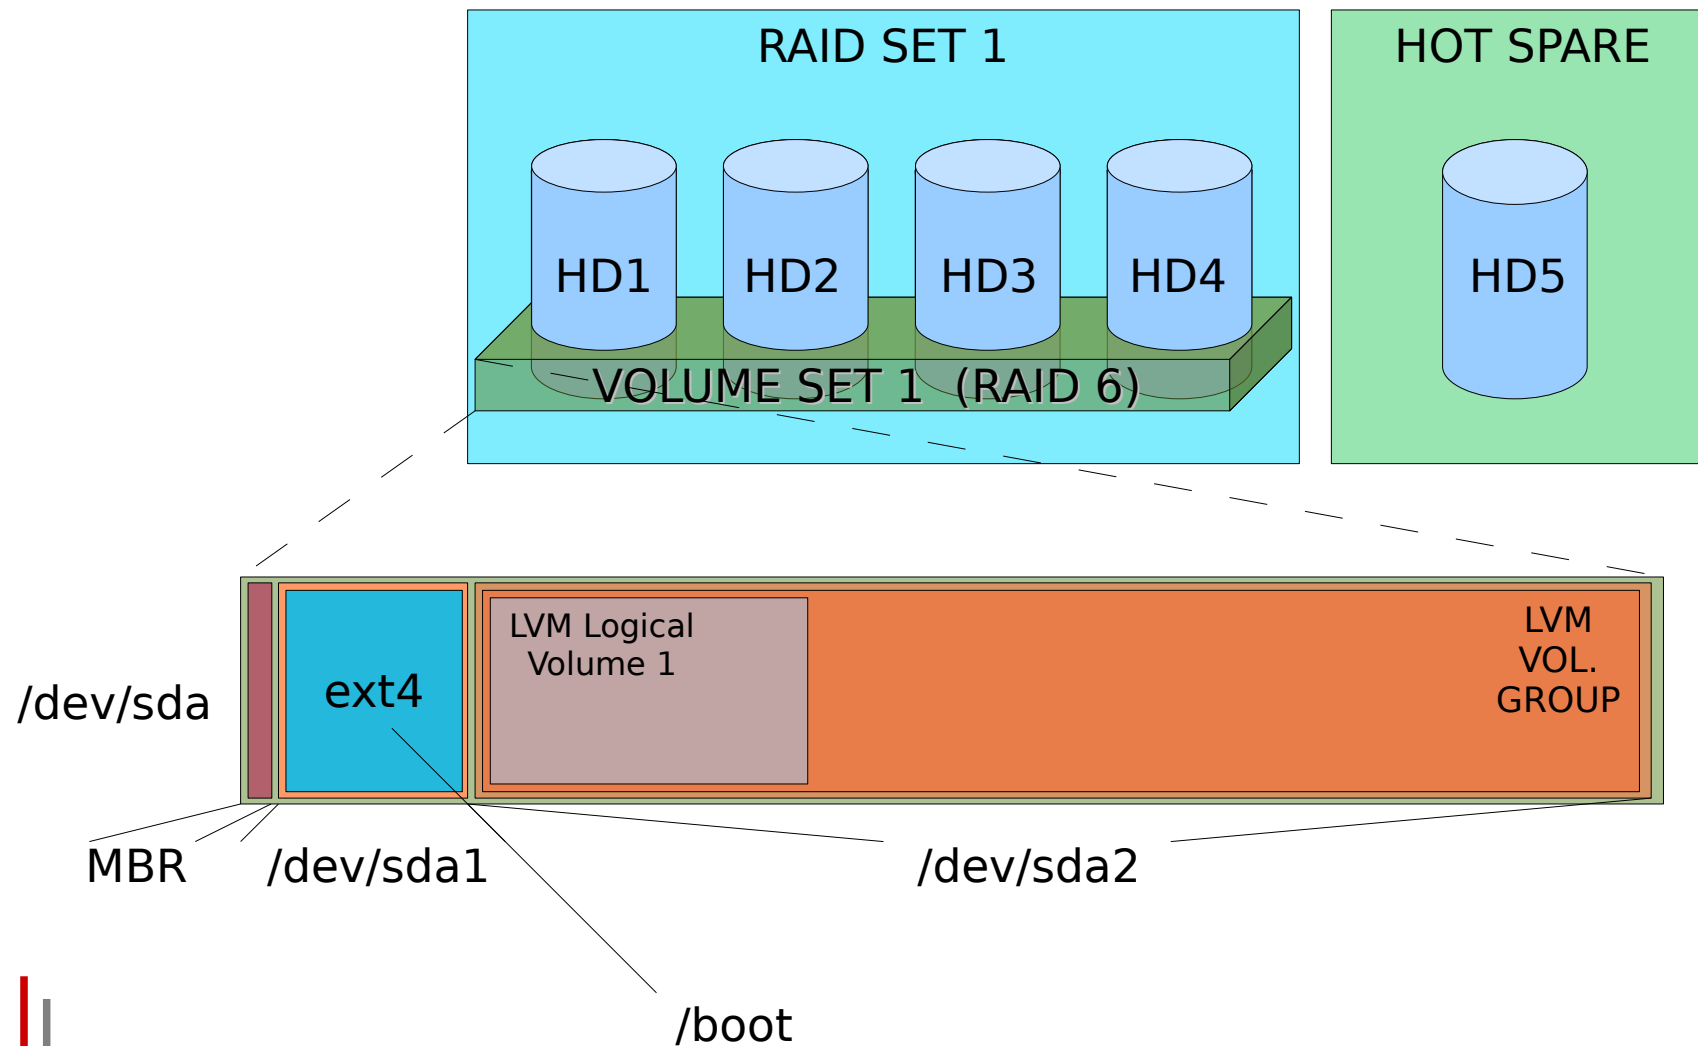 RAID SET 1
HOT SPARE
HD1
HD2
HD3
HD4
HD5
VOLUME SET 1  (RAID 6)
LVM Logical
Volume 1
LVM
VOL.
GROUP
/dev/sda
ext4
MBR
/dev/sda1
/dev/sda2
/boot